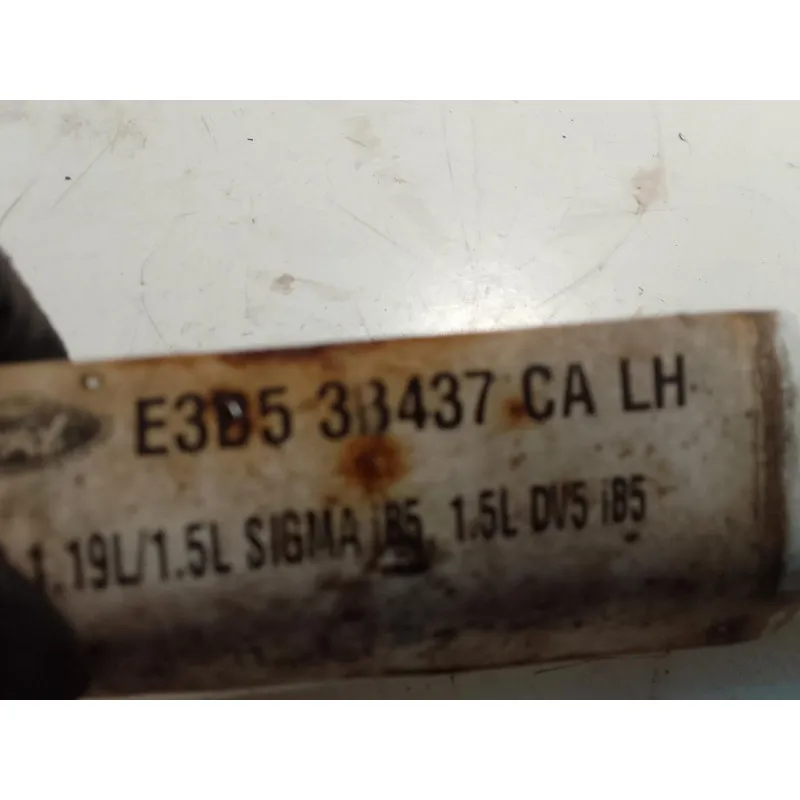 E3B5 3B437 CA LH
1.19L/1.5L SIGMA iB5, 1.5L DV5 iB5